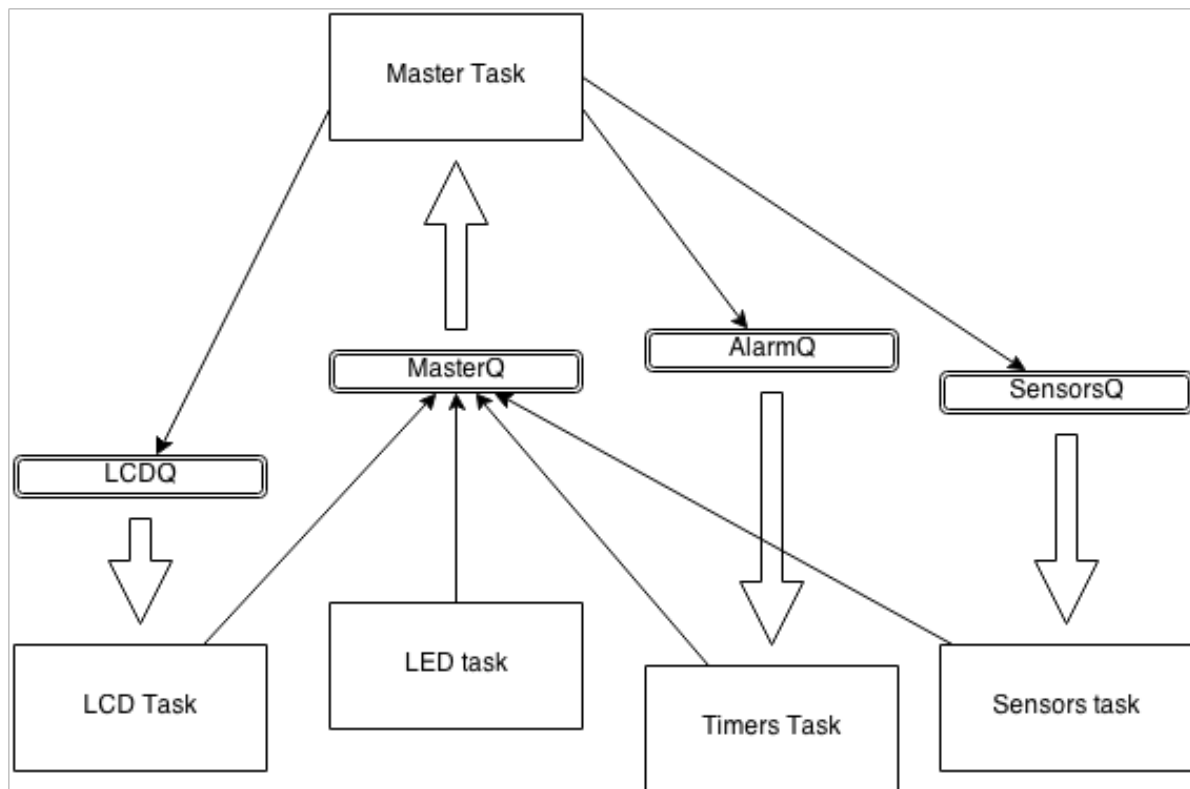 Master Task
AlarmQ
MasterQ
SensorsQ
LCDQ
LED task
LCD Task
Timers Task
Sensors task